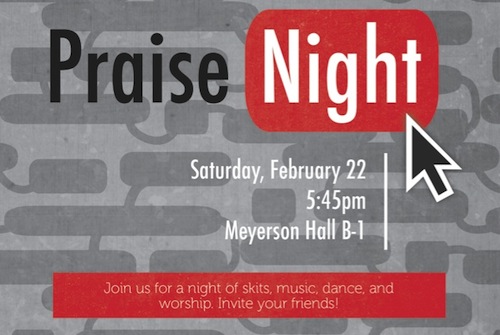 Praise Night
Saturday, February 22
5:45pm
Meyerson Hall B-1
Join us for a night of skits, music, dance, and
worship. Invite your friends!